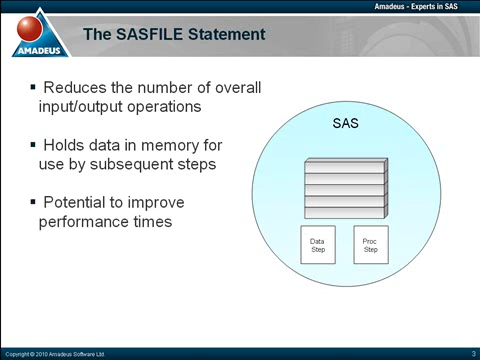 Amadeus - Experts in SAS
AMADEUS
The SASFILE Statement
▪ Reduces the number of overall
input/output operations
▪ Holds data in memory for
use by subsequent steps
▪ Potential to improve
performance times
SAS
Data
Step
Proc
Step
Copyright © 2010 Amadeus Software Ltd
3